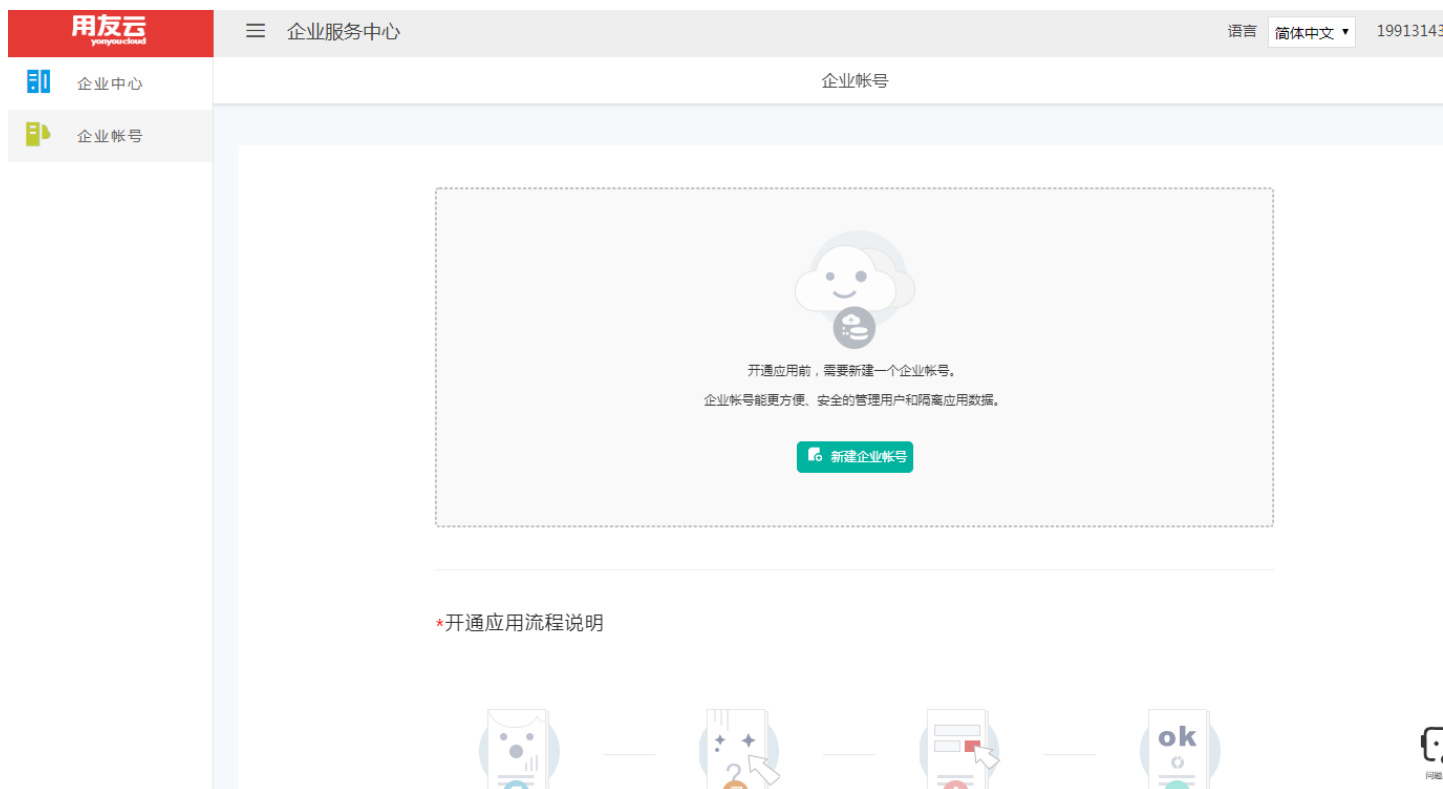 用友云
yonyoucloud
企业服务中心
语言
简体中文
19913143
企业中心
企业帐号
企业帐号
开通应用前，需要新建一个企业帐号。
企业帐号能更方便、安全的管理用户和隔离应用数据。
新建企业帐号
*开通应用流程说明
?
ok
问题